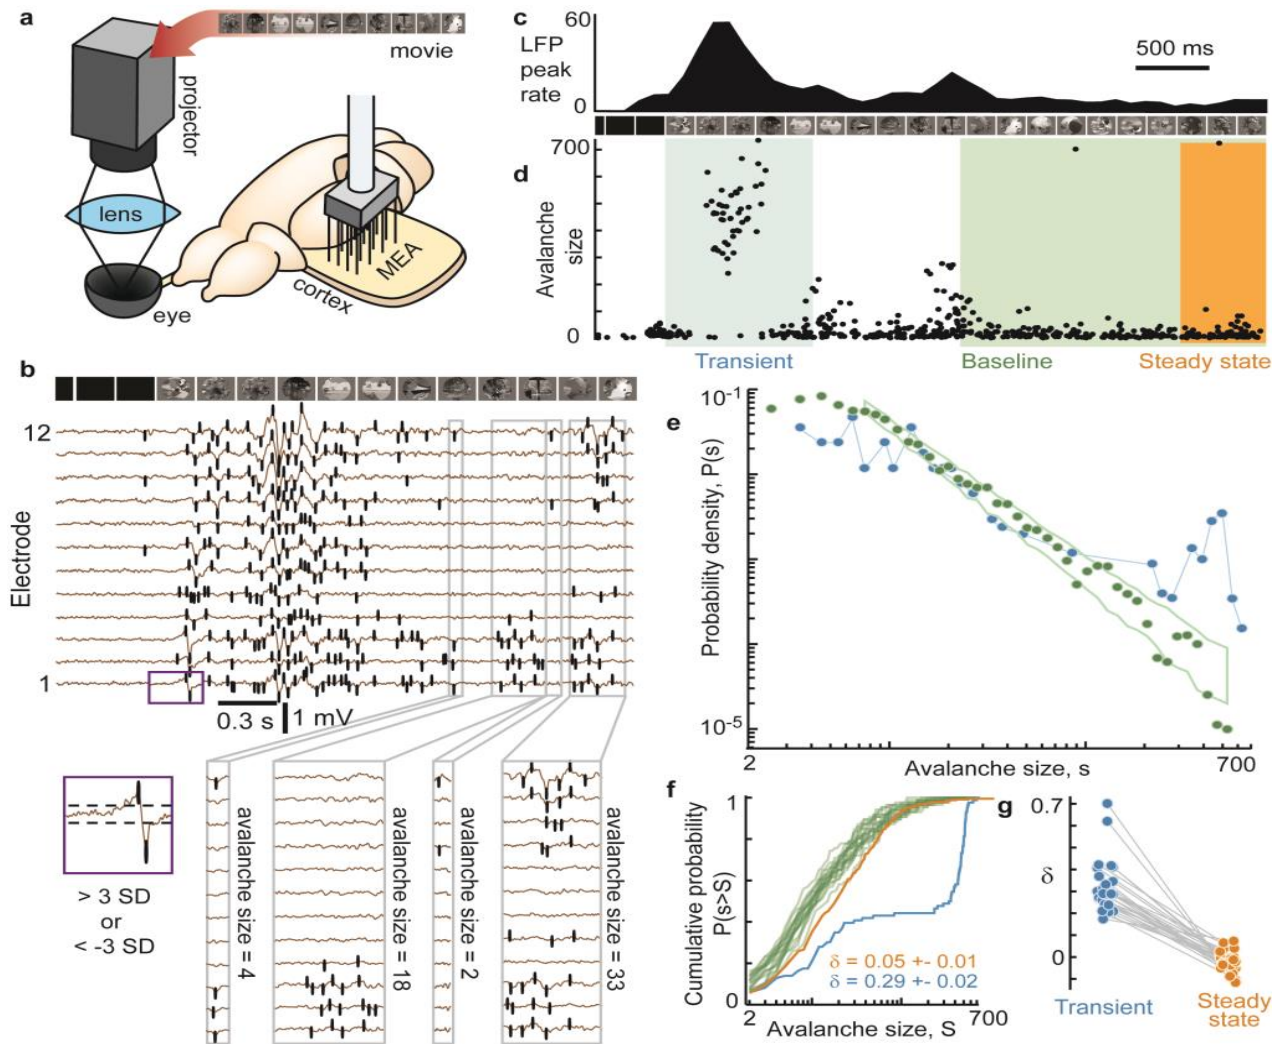 a
movie
projector
lens
eye
cortex
MEA
b
12
Electrode
1
0.3 s
1 mV
> 3 SD
or
< -3 SD
avalanche size = 4
avalanche size = 18
avalanche size = 2
avalanche size = 33
c
60
LFP
peak
rate
0
500 ms
d
700
Avalanche
size
0
Transient
Baseline
Steady state
e
10-1
Probability density, P(s)
10-5
2
Avalanche size, s
700
f
1
Cumulative probability
P(s>S)
0
δ = 0.05 +- 0.01
δ = 0.29 +- 0.02
2
Avalanche size, S
700
g
0.7
δ
0
Transient
Steady
state